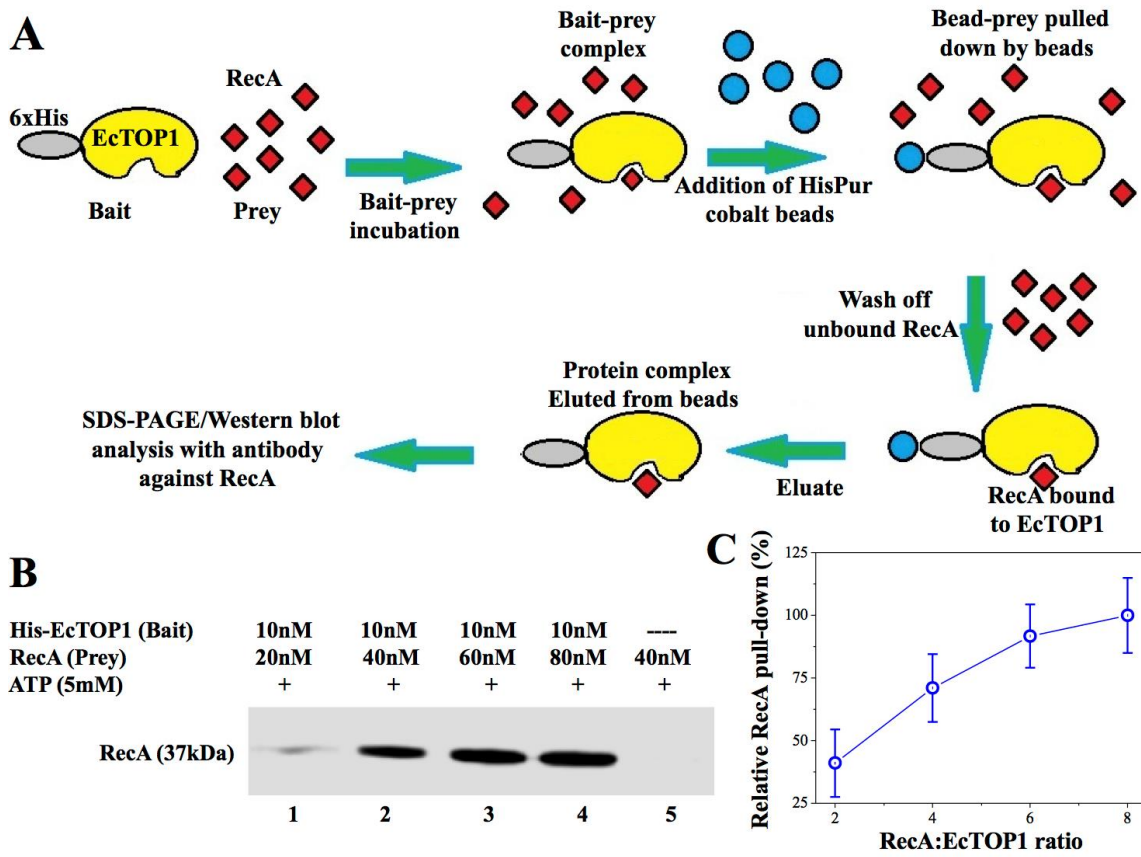 A
6xHis
EcTOP1
Bait
RecA
Prey
Bait-prey
incubation
Bait-prey
complex
Addition of HisPur
cobalt beads
Bead-prey pulled
down by beads
Wash off
unbound RecA
RecA bound
to EcTOP1
Eluate
Protein complex
Eluted from beads
SDS-PAGE/Western blot
analysis with antibody
against RecA
B
His-EcTOP1 (Bait) 10nM 10nM 10nM 10nM ----
RecA (Prey) 20nM 40nM 60nM 80nM 40nM
ATP (5mM) + + + + +
RecA (37kDa)
1 2 3 4 5
C
Relative RecA pull-down (%)
125
100
75
50
25
2 4 6 8
RecA:EcTOP1 ratio